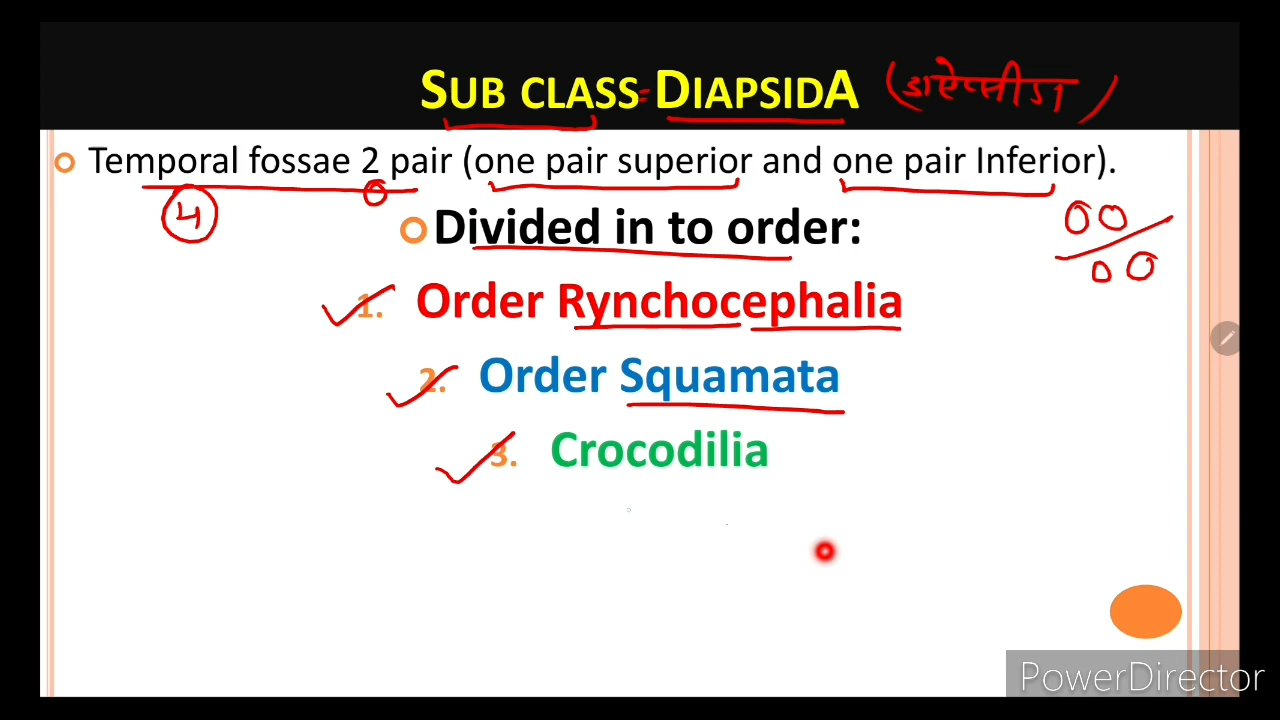 SUB CLASS=DIAPSIDA (डाऐप्सीडा)
Temporal fossae 2 pair (one pair superior and one pair Inferior).
4
Divided in to order:
1. Order Rynchocephalia
2. Order Squamata
3. Crocodilia
PowerDirector